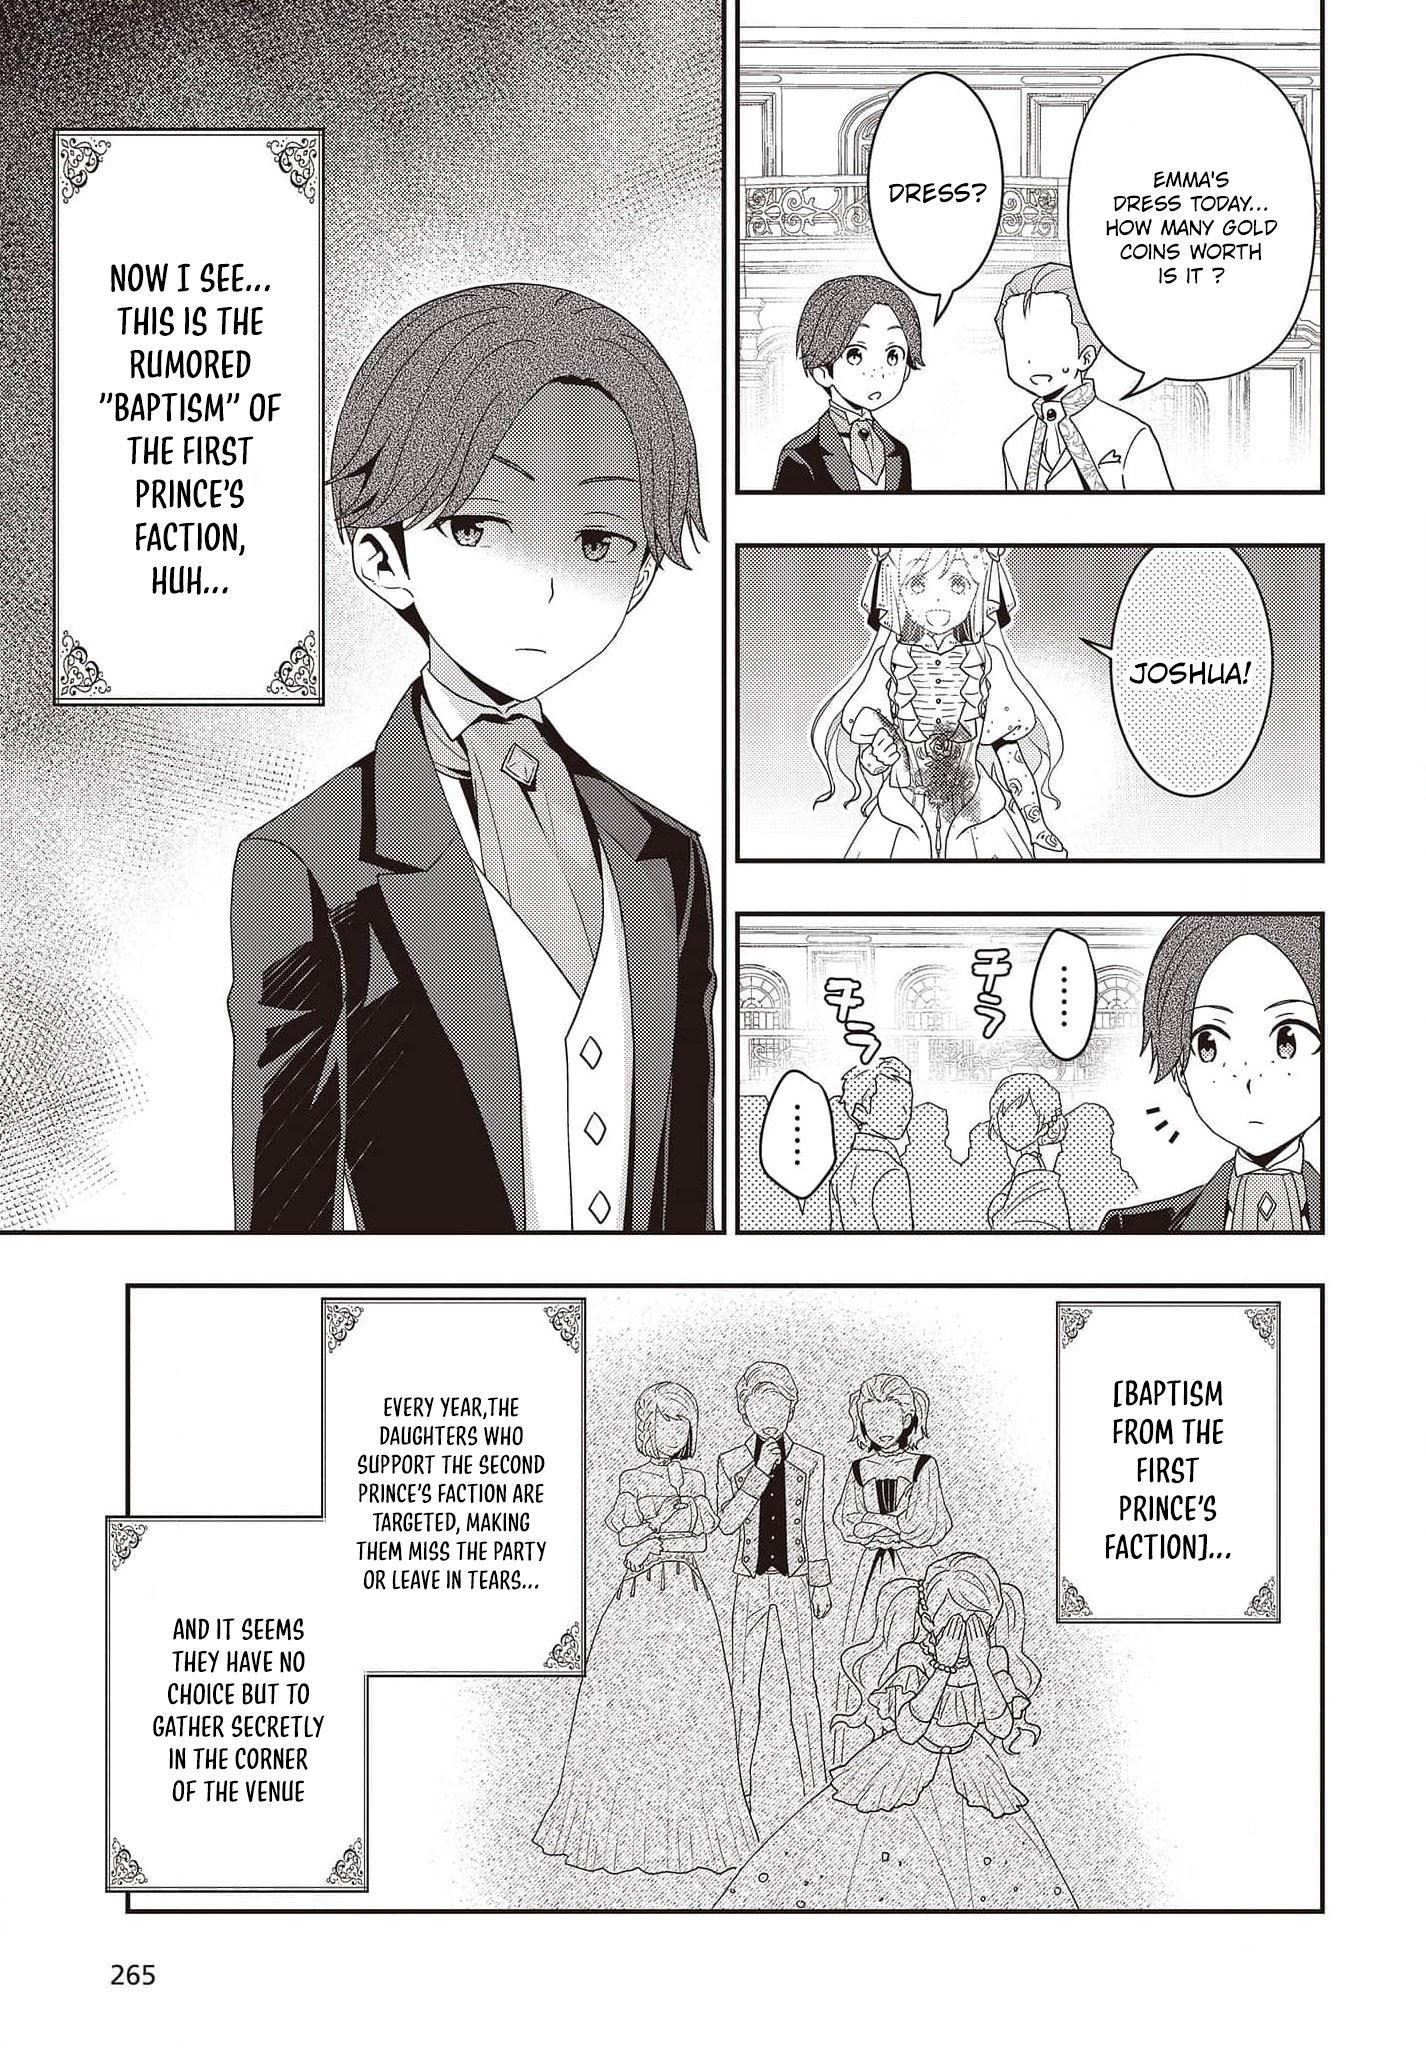 EMMA'S
DRESS TODAY...
HOW MANY GOLD
COINS WORTH
IS IT ?
DRESS?
JOSHUA!
......
チラ
チラ
......
NOW I SEE...
THIS IS THE
RUMORED
"BAPTISM" OF
THE FIRST
PRINCE'S
FACTION,
HUH...
[BAPTISM
FROM THE
FIRST
PRINCE'S
FACTION]...
EVERY YEAR,THE
DAUGHTERS WHO
SUPPORT THE SECOND
PRINCE'S FACTION ARE
TARGETED, MAKING
THEM MISS THE PARTY
OR LEAVE IN TEARS...
AND IT SEEMS
THEY HAVE NO
CHOICE BUT TO
GATHER SECRETLY
IN THE CORNER
OF THE VENUE
265